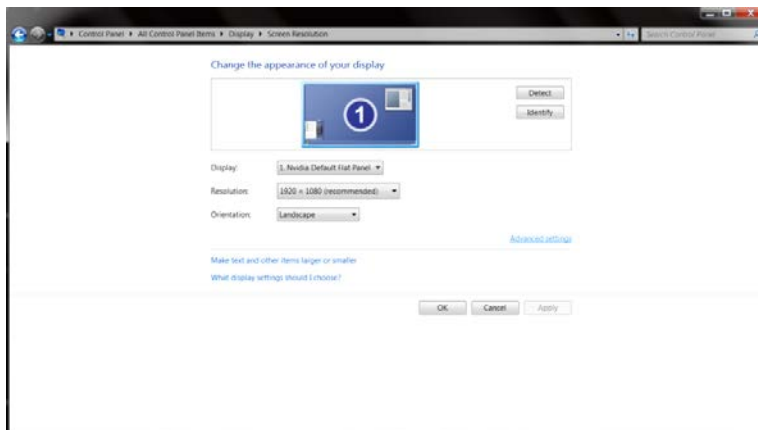 Control Panel ▸ All Control Panel Items ▸ Display ▸ Screen Resolution
Search Control Panel
Change the appearance of your display
1
Detect
Identify
Display:
1. Nvidia Default Flat Panel
Resolution:
1920 × 1080 (recommended)
Orientation:
Landscape
Advanced settings
Make text and other items larger or smaller
What display settings should I choose?
OK
Cancel
Apply